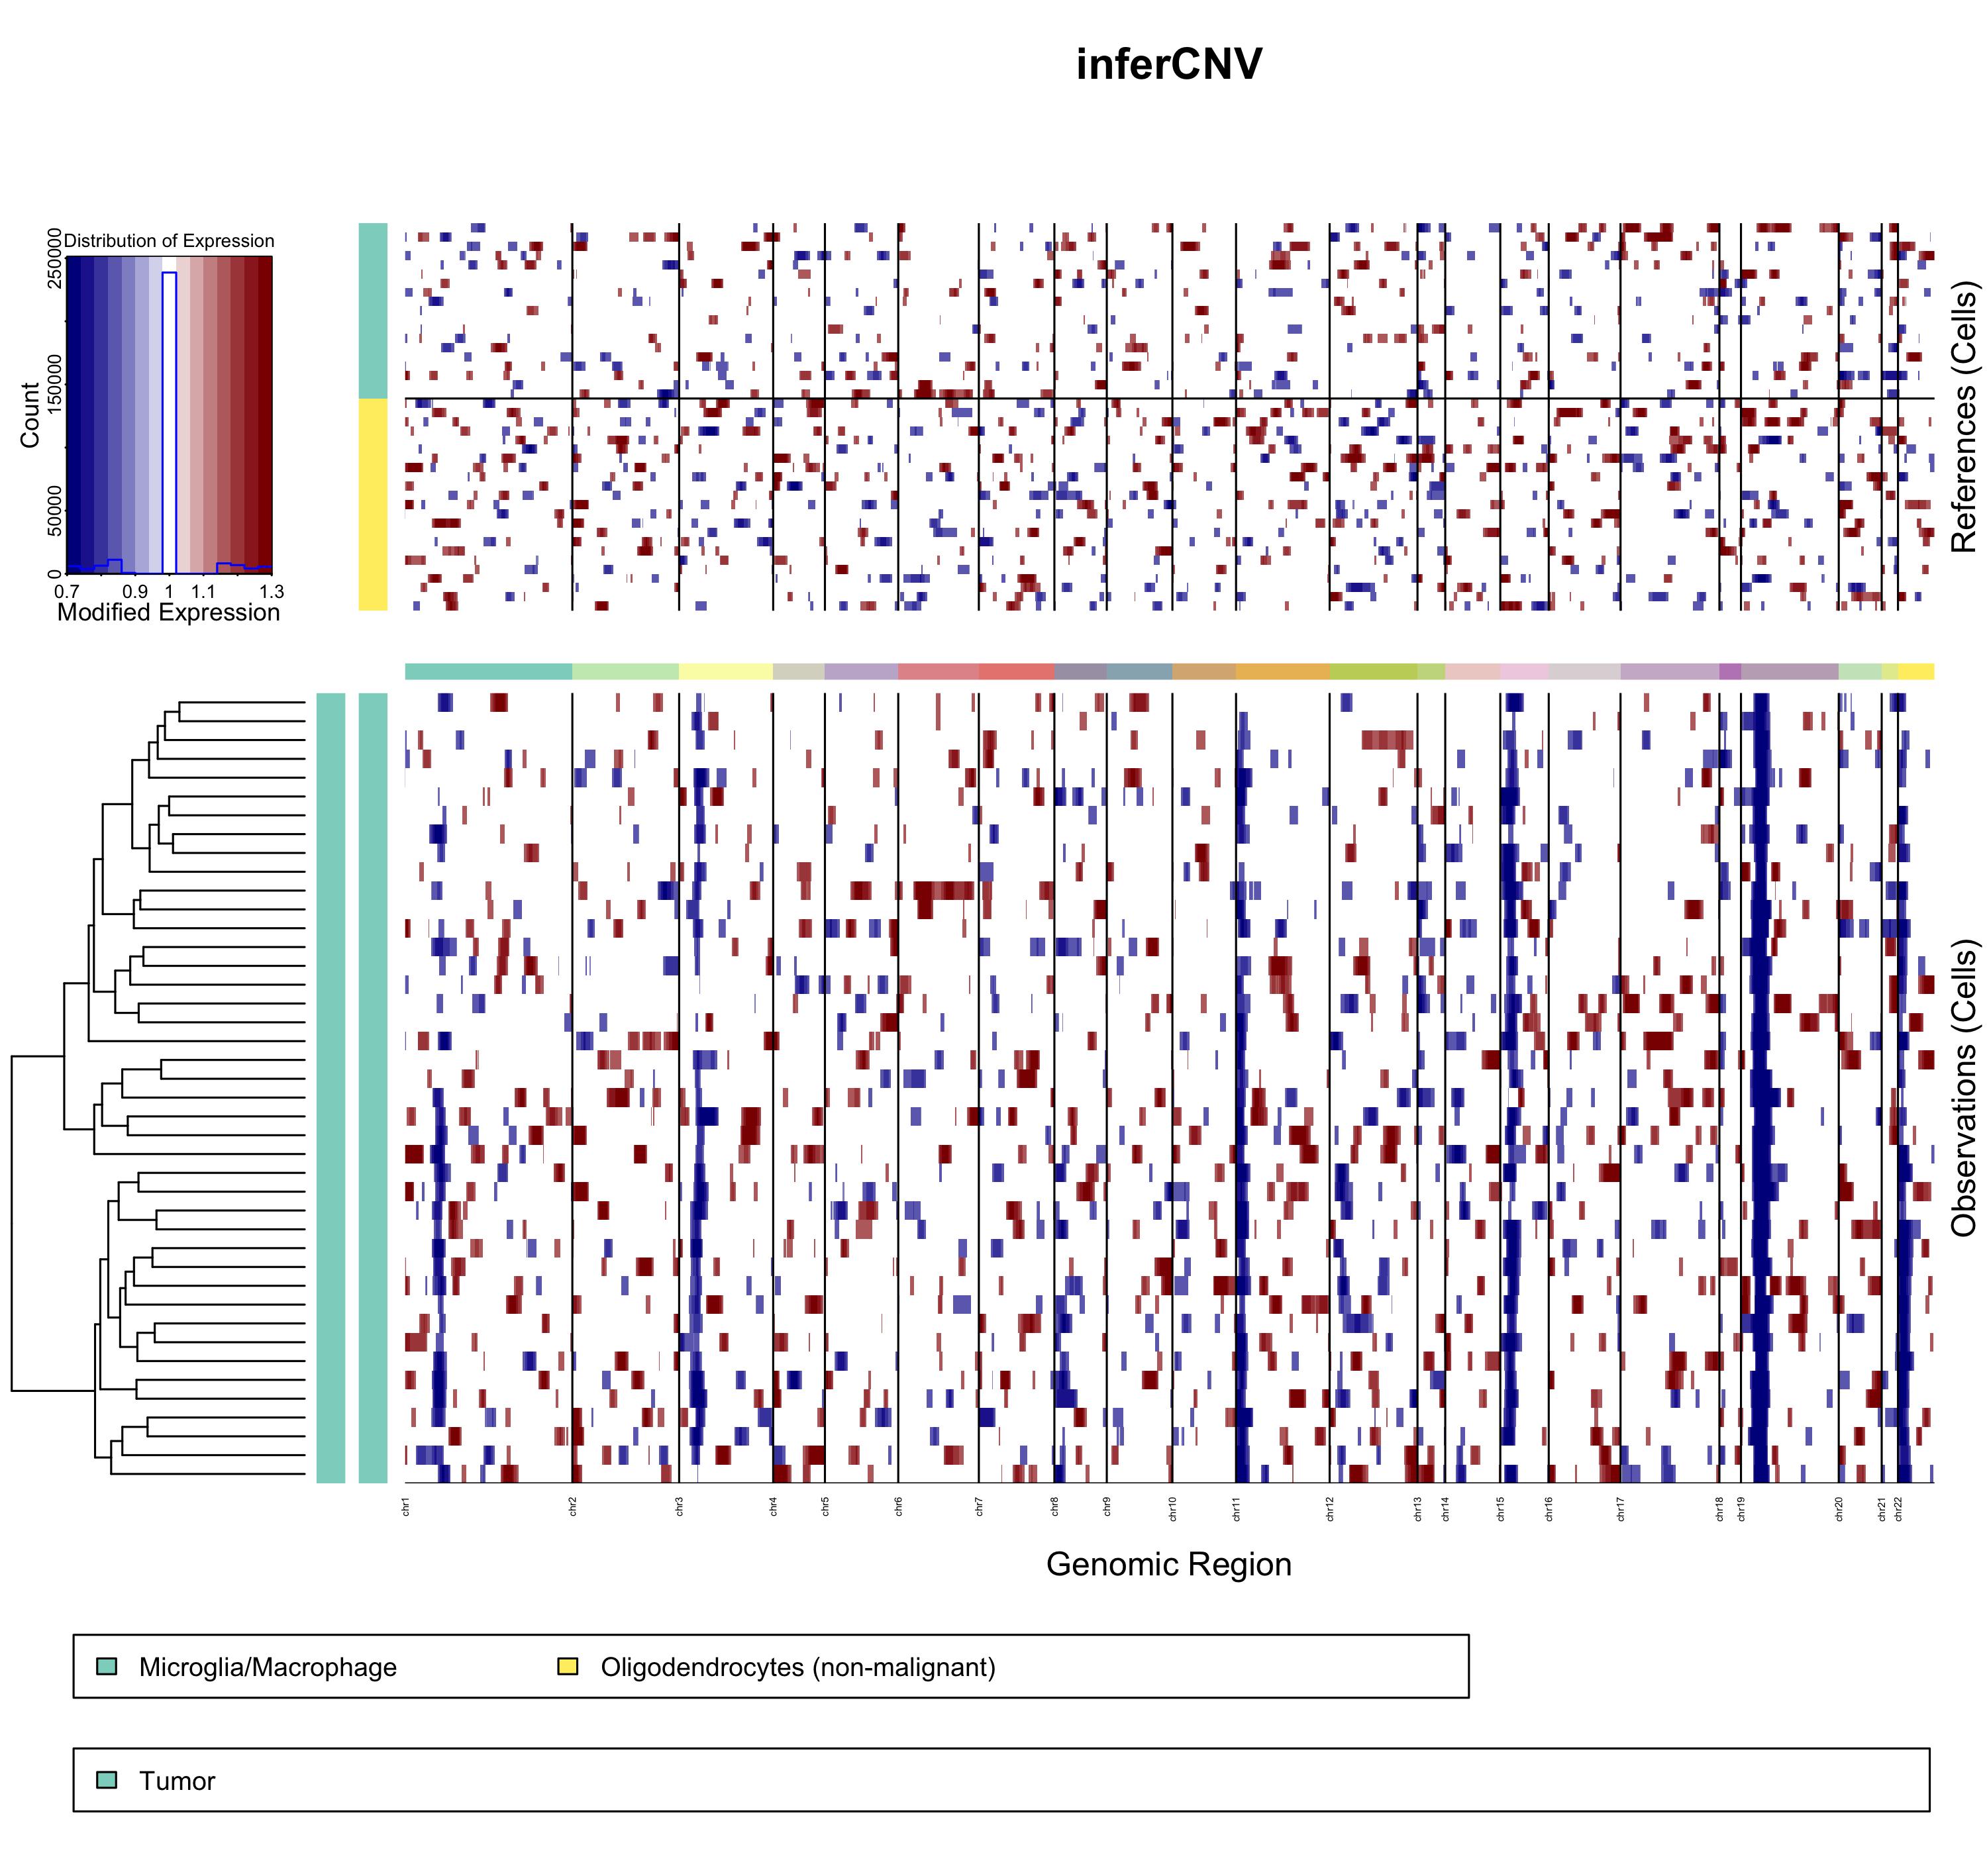 inferCNV
Distribution of Expression
Count
0 50000 150000 250000
0.7 0.9 1 1.1 1.3
Modified Expression
References (Cells)
Observations (Cells)
chr1 chr2 chr3 chr4 chr5 chr6 chr7 chr8 chr9 chr10 chr11 chr12 chr13 chr14 chr15 chr16 chr17 chr18 chr19 chr20 chr21 chr22
Genomic Region
Microglia/Macrophage Oligodendrocytes (non-malignant)
Tumor